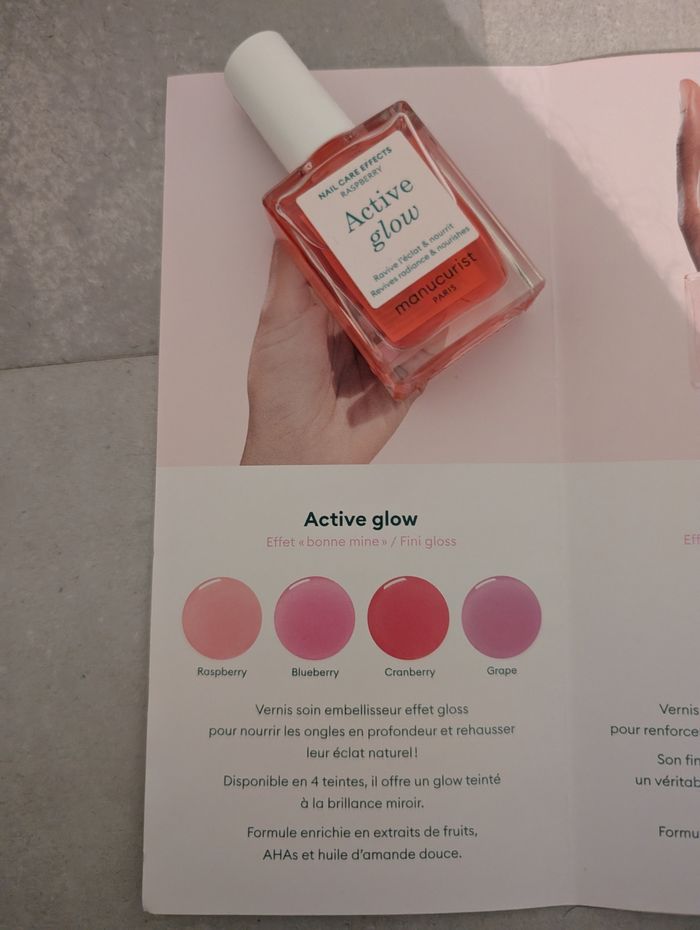 NAIL CARE EFFECTS
RASPBERRY
Active
glow
Ravive l'éclat & nourrit
Revives radiance & nourishes
manucurist
PARIS
Active glow
Effet « bonne mine » / Fini gloss
Raspberry
Blueberry
Cranberry
Grape
Vernis soin embellisseur effet gloss
pour nourrir les ongles en profondeur et rehausser
leur éclat naturel !
Disponible en 4 teintes, il offre un glow teinté
à la brillance miroir.
Formule enrichie en extraits de fruits,
AHAs et huile d'amande douce.
Eff
Vernis
pour renforce
Son fin
un véritab
Formu